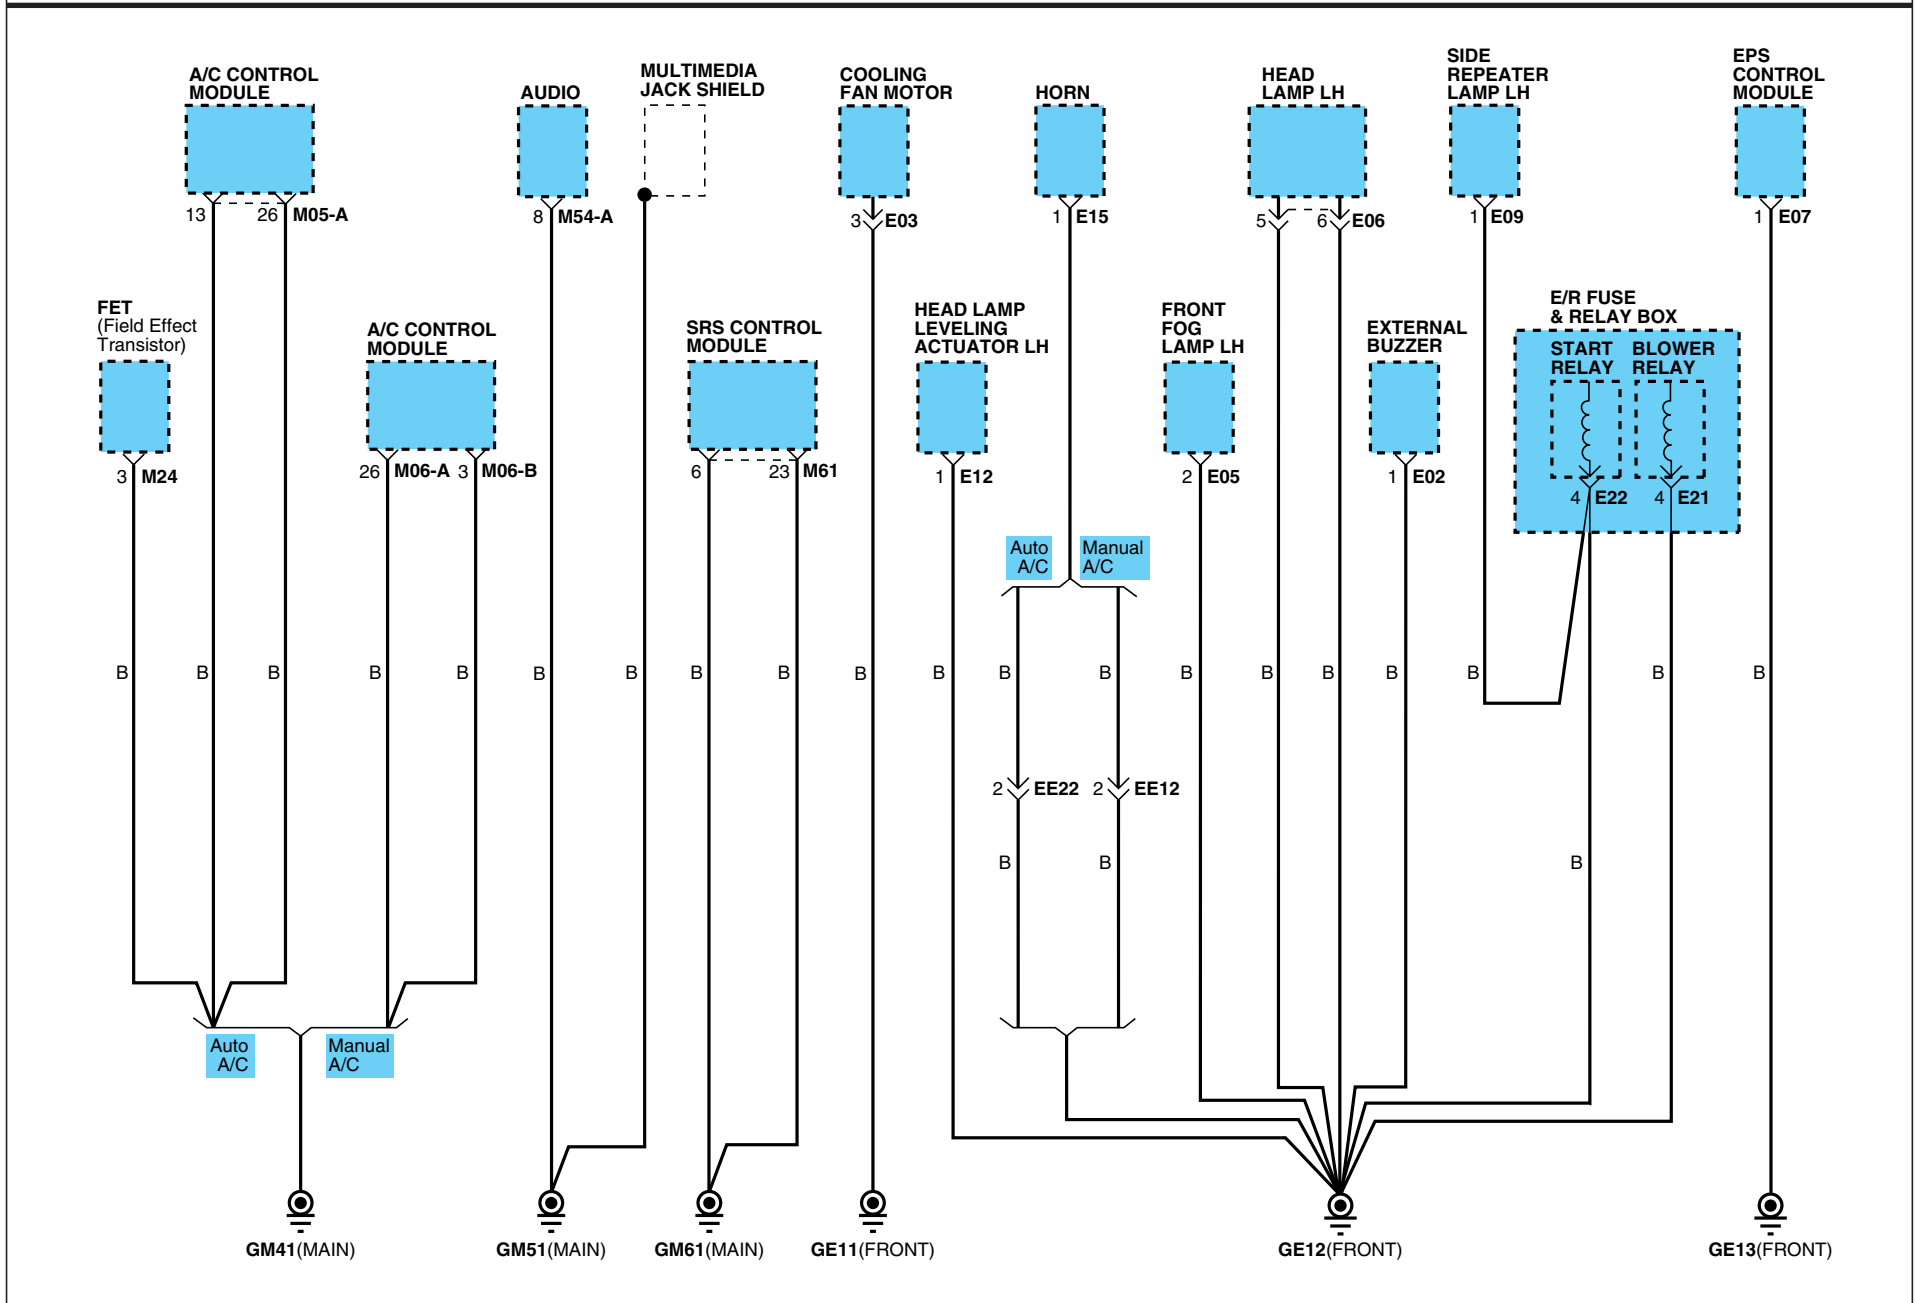 A/C CONTROL
MODULE
AUDIO
MULTIMEDIA
JACK SHIELD
COOLING
FAN MOTOR
HORN
HEAD
LAMP LH
SIDE
REPEATER
LAMP LH
EPS
CONTROL
MODULE
13 26 M05-A
8 M54-A
3 E03
1 E15
5 6 E06
1 E09
1 E07
FET
(Field Effect
Transistor)
A/C CONTROL
MODULE
SRS CONTROL
MODULE
HEAD LAMP
LEVELING
ACTUATOR LH
FRONT
FOG
LAMP LH
EXTERNAL
BUZZER
E/R FUSE
& RELAY BOX
START
RELAY
BLOWER
RELAY
3 M24
26 M06-A 3 M06-B
6 23 M61
1 E12
2 E05
1 E02
4 E22
4 E21
Auto
A/C
Manual
A/C
B B B B B B B B B B B B B B B B B B B B
2 EE22 2 EE12
B B B
Auto
A/C
Manual
A/C
GM41(MAIN)
GM51(MAIN)
GM61(MAIN)
GE11(FRONT)
GE12(FRONT)
GE13(FRONT)